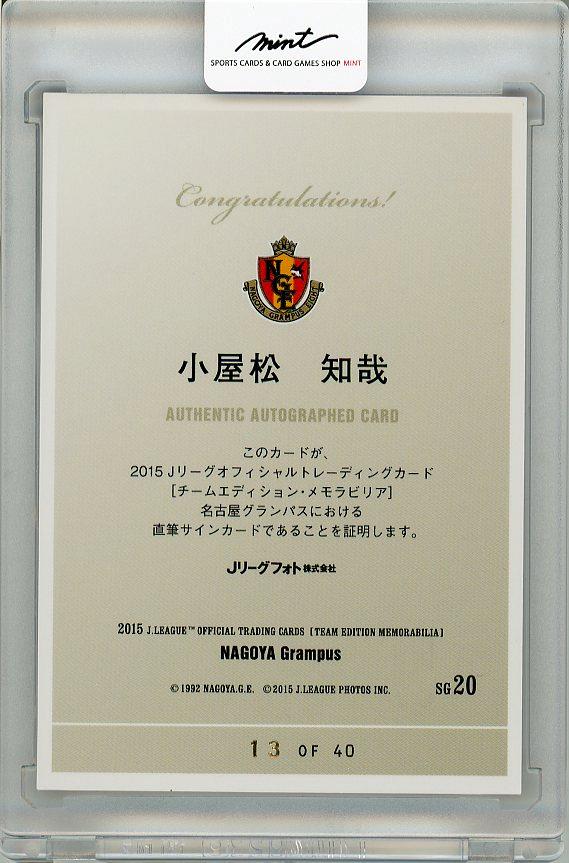 mint
SPORTS CARDS & CARD GAMES SHOP MINT
Congratulations!
NGE
NAGOYA GRAMPUS EIGHT
小屋松 知哉
AUTHENTIC AUTOGRAPHED CARD
このカードが、
2015 Jリーグオフィシャルトレーディングカード
[チームエディション・メモラビリア]
名古屋グランパスにおける
直筆サインカードであることを証明します。
Jリーグフォト株式会社
2015 J.LEAGUE™ OFFICIAL TRADING CARDS [TEAM EDITION MEMORABILIA]
NAGOYA Grampus
©1992 NAGOYA.G.E. ©2015 J.LEAGUE PHOTOS INC. SG20
13 OF 40